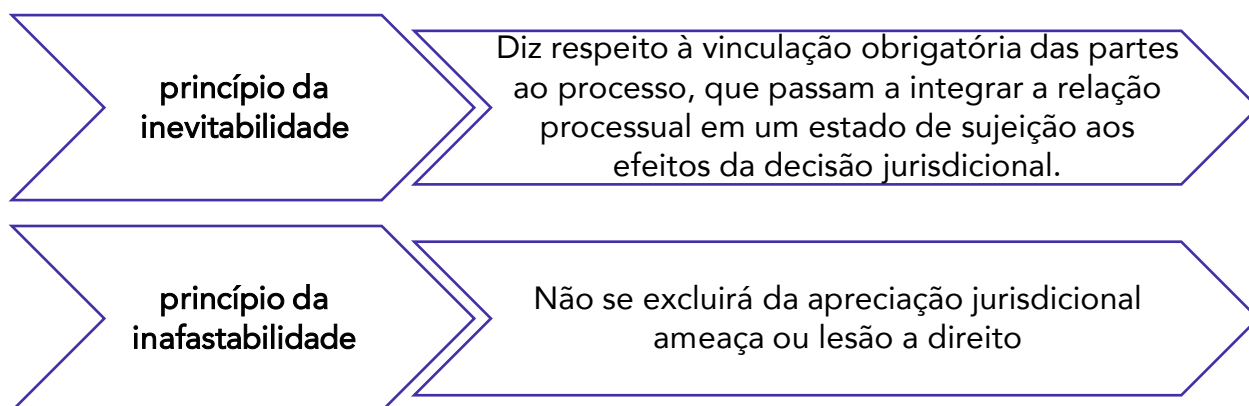 princípio da
inevitabilidade
Diz respeito à vinculação obrigatória das partes
ao processo, que passam a integrar a relação
processual em um estado de sujeição aos
efeitos da decisão jurisdicional.
princípio da
inafastabilidade
Não se excluirá da apreciação jurisdicional
ameaça ou lesão a direito